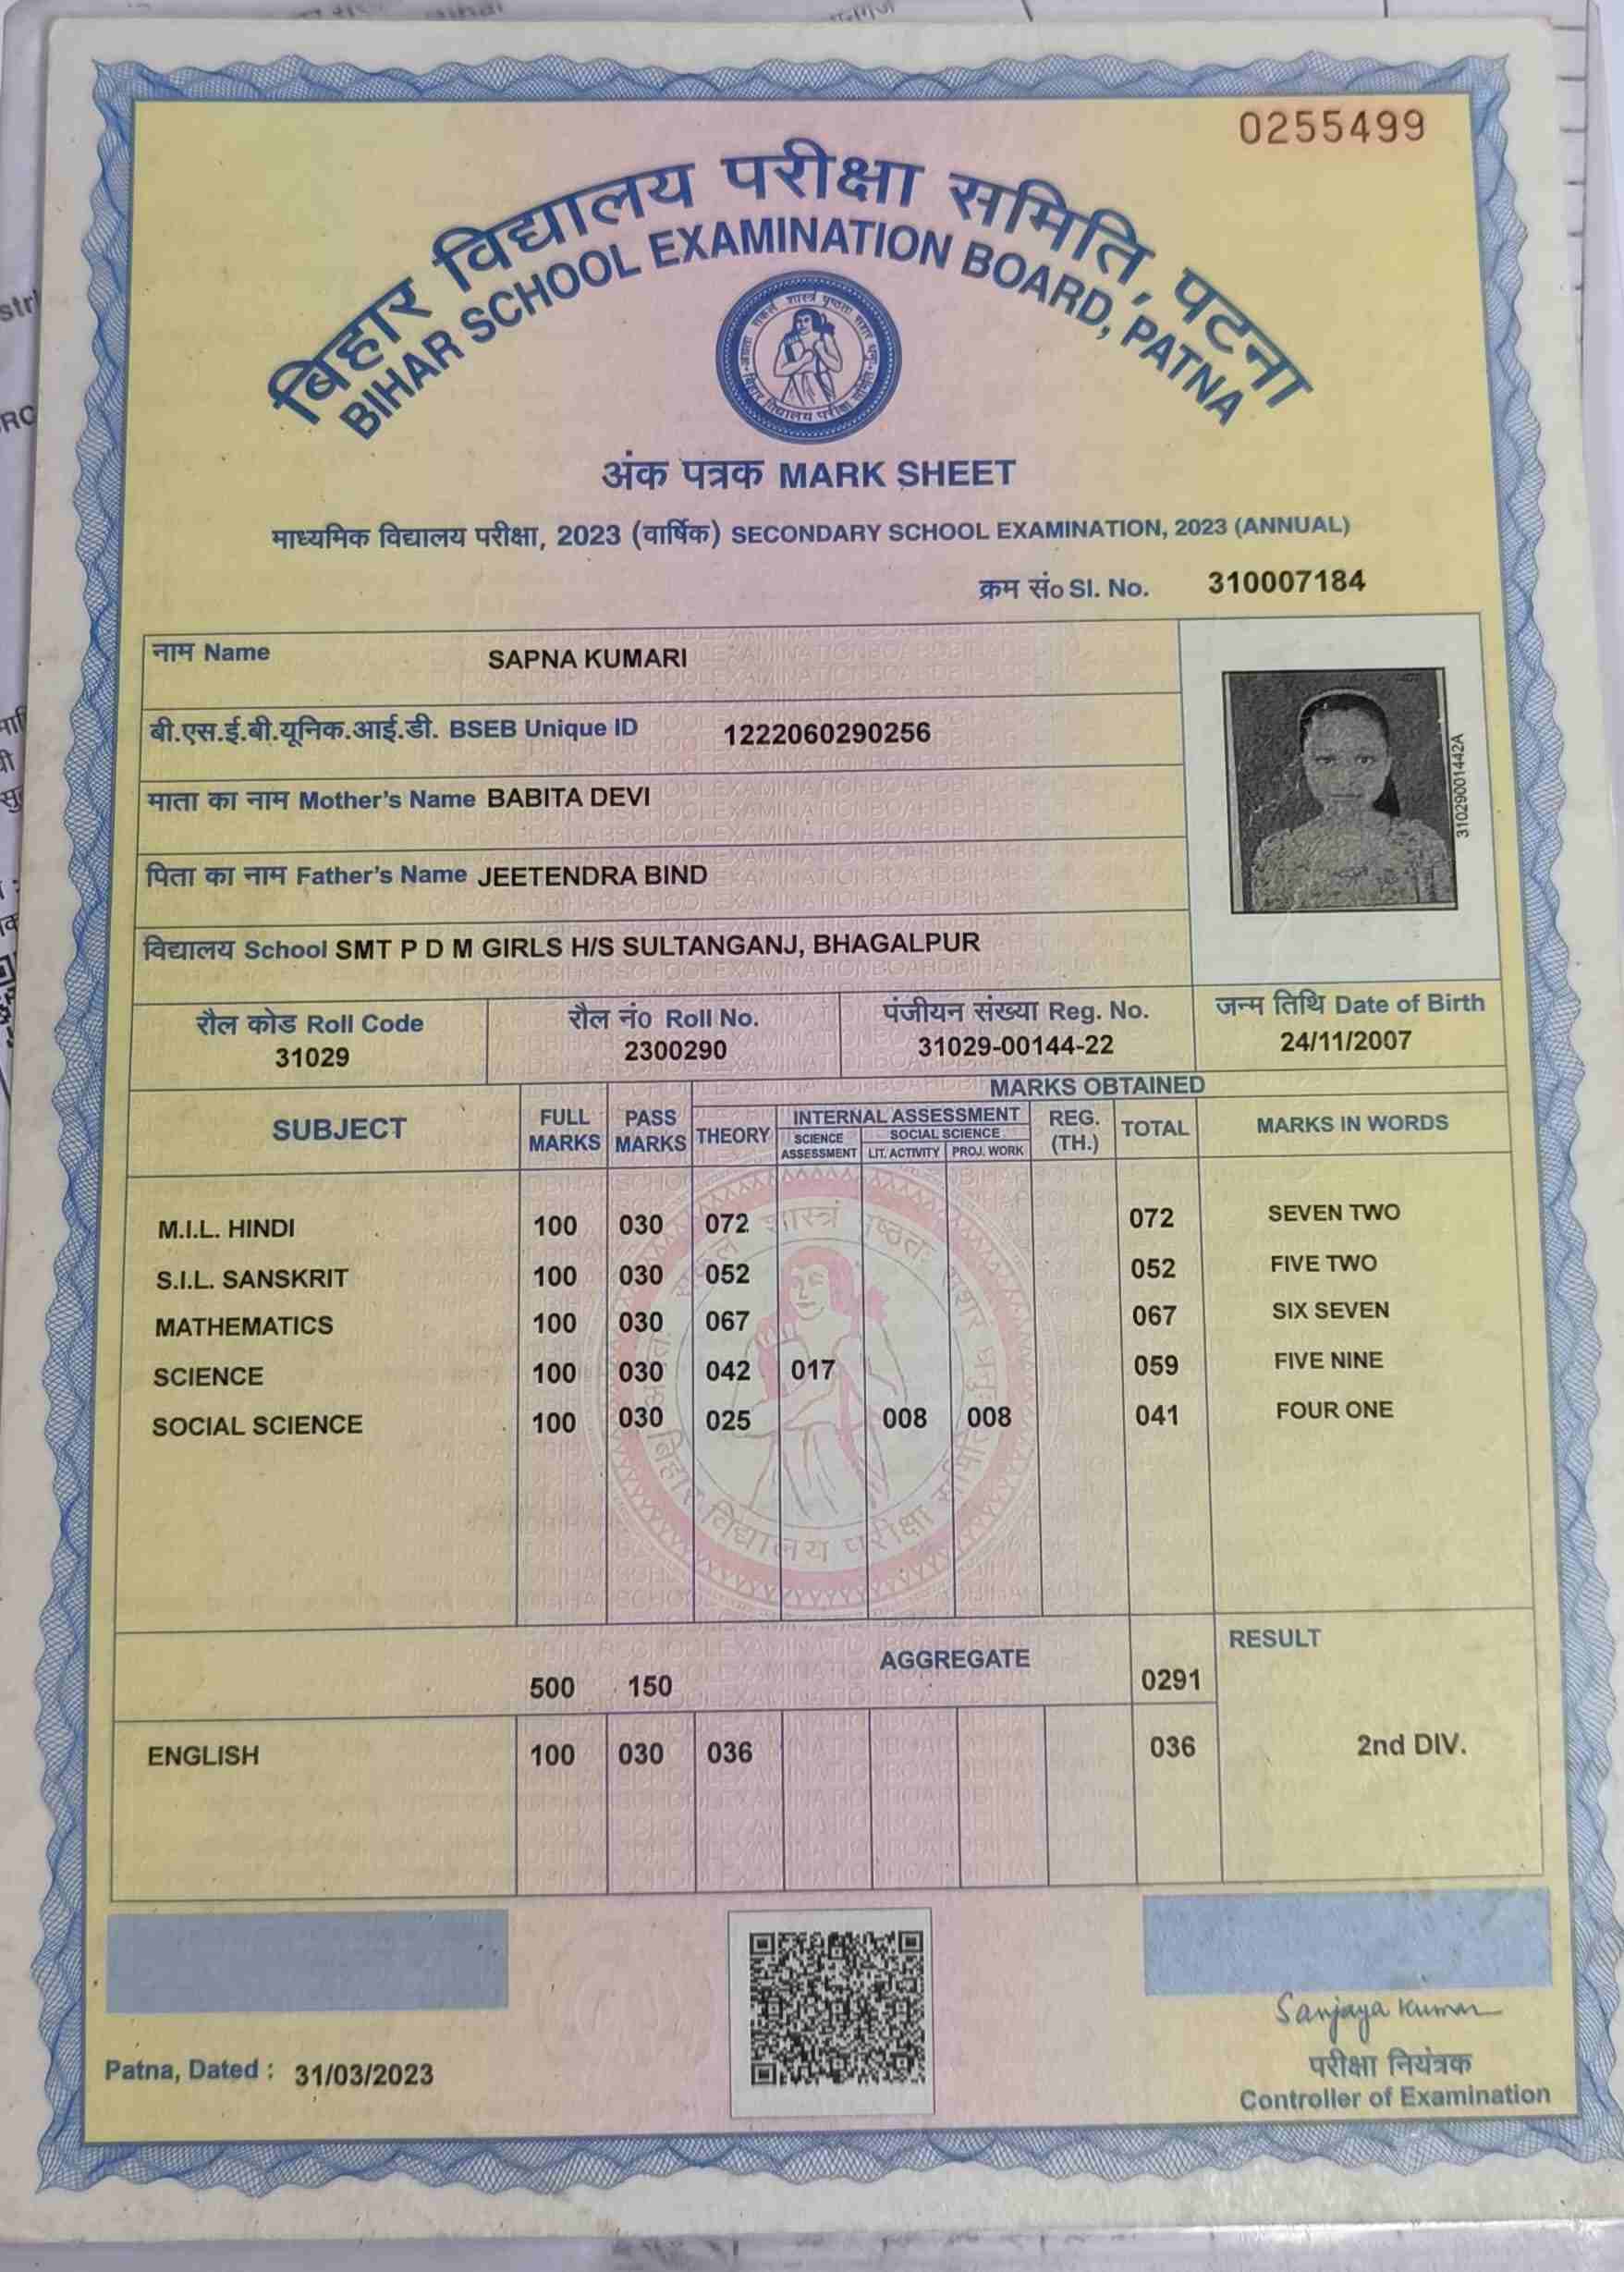 0255499
बिहार विद्यालय परीक्षा समिति, पटना
BIHAR SCHOOL EXAMINATION BOARD, PATNA
अंक पत्रक MARK SHEET
माध्यमिक विद्यालय परीक्षा, 2023 (वार्षिक) SECONDARY SCHOOL EXAMINATION, 2023 (ANNUAL)
क्रम सं० Sl. No. 310007184
नाम Name SAPNA KUMARI
बी.एस.ई.बी.यूनिक.आई.डी. BSEB Unique ID 1222060290256
माता का नाम Mother's Name BABITA DEVI
पिता का नाम Father's Name JEETENDRA BIND
विद्यालय School SMT P D M GIRLS H/S SULTANGANJ, BHAGALPUR
310290001442A
रौल कोड Roll Code रौल नं० Roll No. पंजीयन संख्या Reg. No. जन्म तिथि Date of Birth
31029 2300290 31029-00144-22 24/11/2007
MARKS OBTAINED
SUBJECT FULL MARKS PASS MARKS THEORY INTERNAL ASSESSMENT REG. (TH.) TOTAL MARKS IN WORDS
SCIENCE ASSESSMENT SOCIAL SCIENCE LIT. ACTIVITY PROJ. WORK
M.I.L. HINDI 100 030 072 072 SEVEN TWO
S.I.L. SANSKRIT 100 030 052 052 FIVE TWO
MATHEMATICS 100 030 067 067 SIX SEVEN
SCIENCE 100 030 042 017 059 FIVE NINE
SOCIAL SCIENCE 100 030 025 008 008 041 FOUR ONE
500 150 AGGREGATE 0291 RESULT
ENGLISH 100 030 036 036 2nd DIV.
Sanjaya Kumar
Patna, Dated : 31/03/2023
परीक्षा नियंत्रक
Controller of Examination